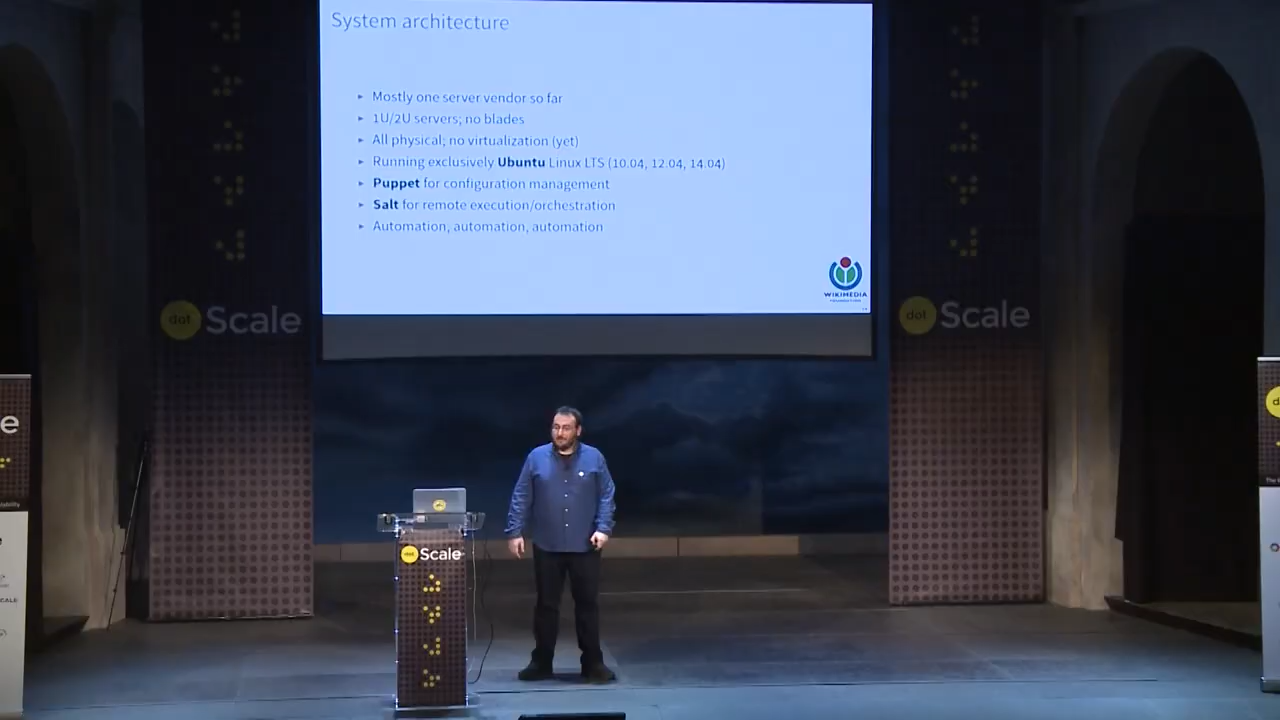 System architecture
▸ Mostly one server vendor so far
▸ 1U/2U servers; no blades
▸ All physical; no virtualization (yet)
▸ Running exclusively Ubuntu Linux LTS (10.04, 12.04, 14.04)
▸ Puppet for configuration management
▸ Salt for remote execution/orchestration
▸ Automation, automation, automation
WIKIMEDIA
FOUNDATION
dot Scale
dot Scale
e
d
dot Scale